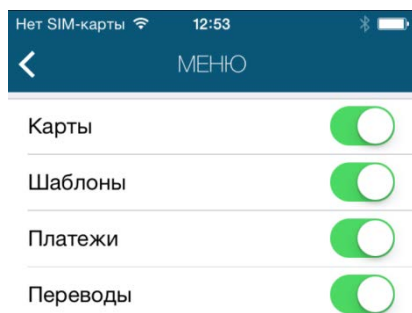 Нет SIM-карты 12:53
МЕНЮ
Карты
Шаблоны
Платежи
Переводы